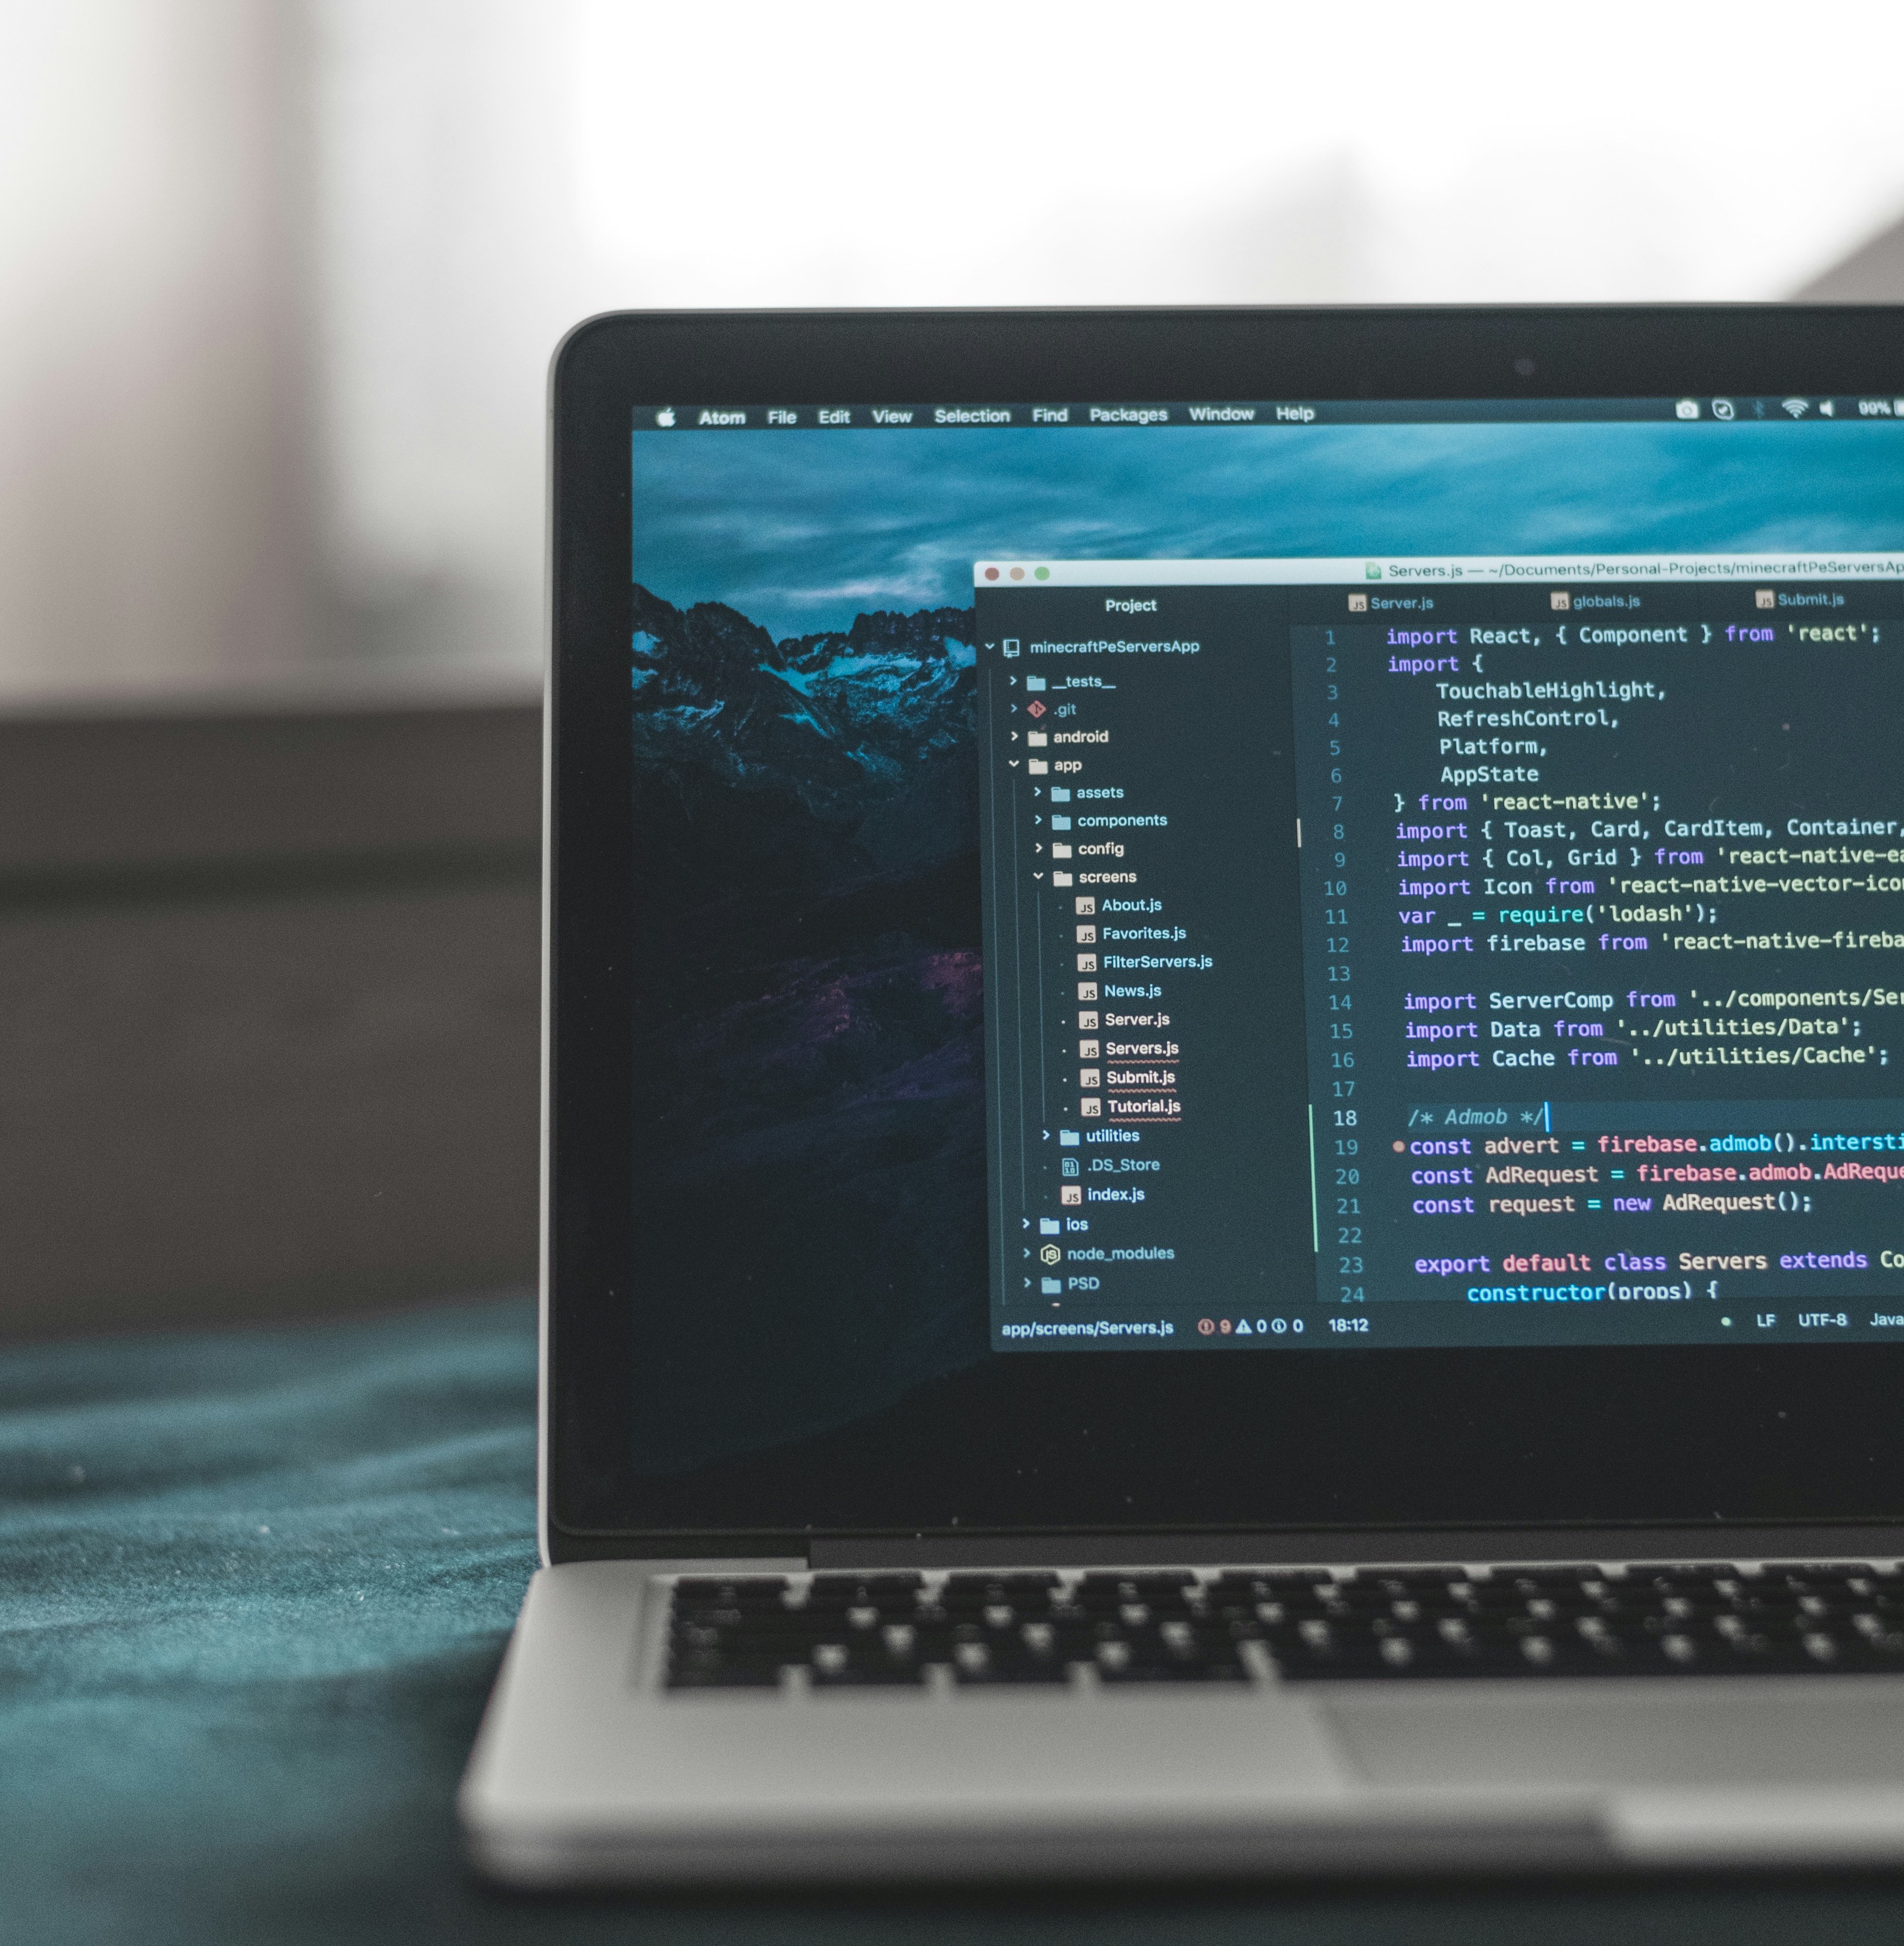 Atom File Edit View Selection Find Packages Window Help 99%
Servers.js — ~/Documents/Personal-Projects/minecraftPeServersAp
Project
Server.js globals.js Submit.js
minecraftPeServersApp
__tests__
.git
android
app
assets
components
config
screens
About.js
Favorites.js
FilterServers.js
News.js
Server.js
Servers.js
Submit.js
Tutorial.js
utilities
.DS_Store
index.js
ios
node_modules
PSD
1 import React, { Component } from 'react';
2 import {
3 TouchableHighlight,
4 RefreshControl,
5 Platform,
6 AppState
7 } from 'react-native';
8 import { Toast, Card, CardItem, Container,
9 import { Col, Grid } from 'react-native-ea
10 import Icon from 'react-native-vector-ico
11 var _ = require('lodash');
12 import firebase from 'react-native-fireba
13
14 import ServerComp from '../components/Ser
15 import Data from '../utilities/Data';
16 import Cache from '../utilities/Cache';
17
18 /* Admob */
19 const advert = firebase.admob().intersti
20 const AdRequest = firebase.admob.AdReque
21 const request = new AdRequest();
22
23 export default class Servers extends Co
24 constructor(props) {
app/screens/Servers.js 9 0 0 18:12 LF UTF-8 Java